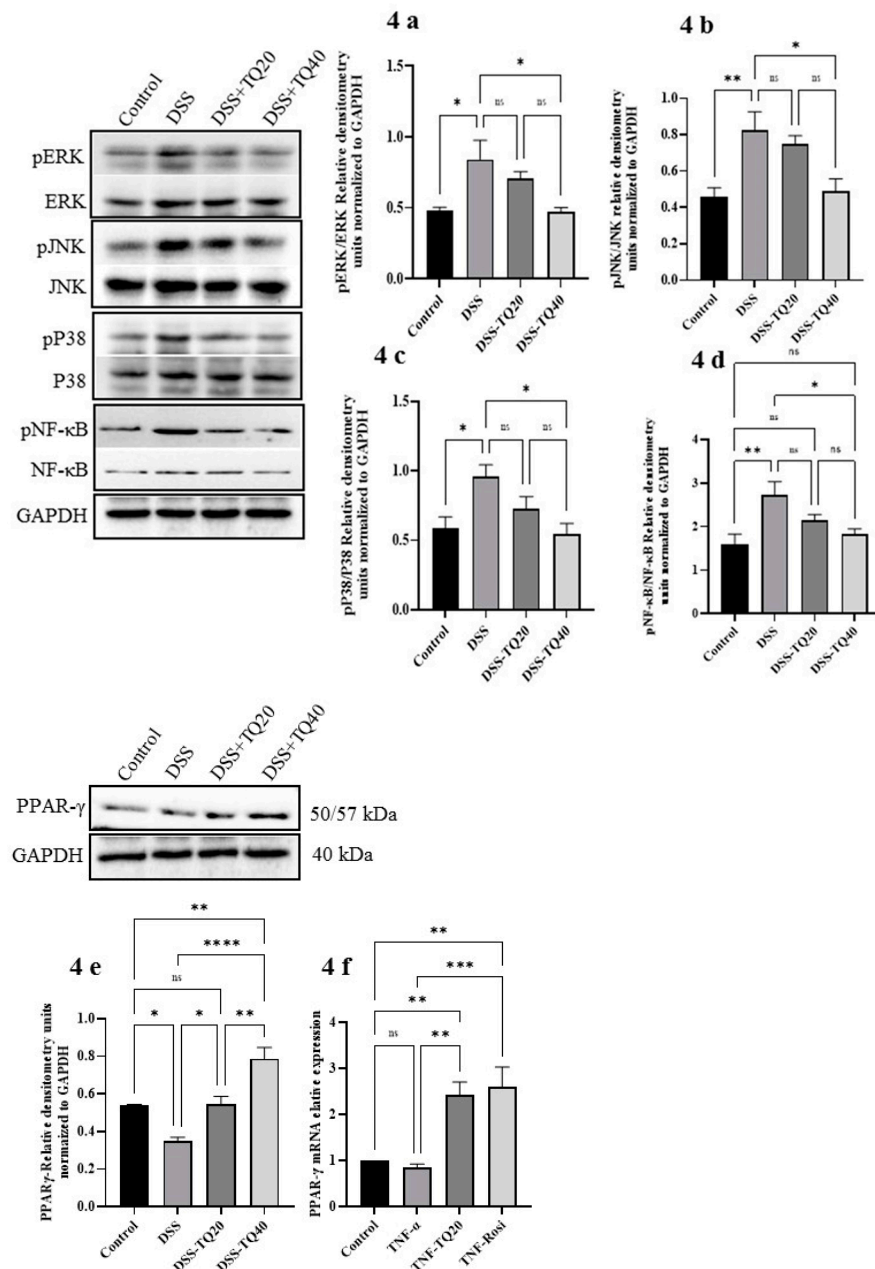 Control
DSS
DSS+TQ20
DSS+TQ40
pERK
ERK
pJNK
JNK
pP38
P38
pNF-κB
NF-κB
GAPDH
4 a
pERK/ERK Relative densitometry
units normalized to GAPDH
1.5
1.0
0.5
0.0
*
*
ns
ns
Control
DSS
DSS-TQ20
DSS-TQ40
4 b
pJNK/JNK relative densitometry
units normalized to GAPDH
1.0
0.8
0.6
0.4
0.2
0.0
*
**
ns
ns
Control
DSS
DSS-TQ20
DSS-TQ40
4 c
pP38/P38 Relative densitometry
units normalized to GAPDH
1.5
1.0
0.5
0.0
*
*
ns
ns
Control
DSS
DSS-TQ20
DSS-TQ40
4 d
pNF-κB/NF-κB Relative densitometry
units normalized to GAPDH
4
3
2
1
0
ns
*
ns
**
ns
ns
Control
DSS
DSS-TQ20
DSS-TQ40
Control
DSS
DSS+TQ20
DSS+TQ40
PPAR-γ
50/57 kDa
GAPDH
40 kDa
4 e
PPARγ-Relative densitometry units
normaized to GAPDH
1.0
0.8
0.6
0.4
0.2
0.0
**
****
ns
*
*
**
Control
DSS
DSS-TQ20
DSS-TQ40
4 f
PPAR-γ mRNA elative expression
4
3
2
1
0
**
***
**
ns
**
Control
TNF-α
TNF-TQ20
TNF-Rosi